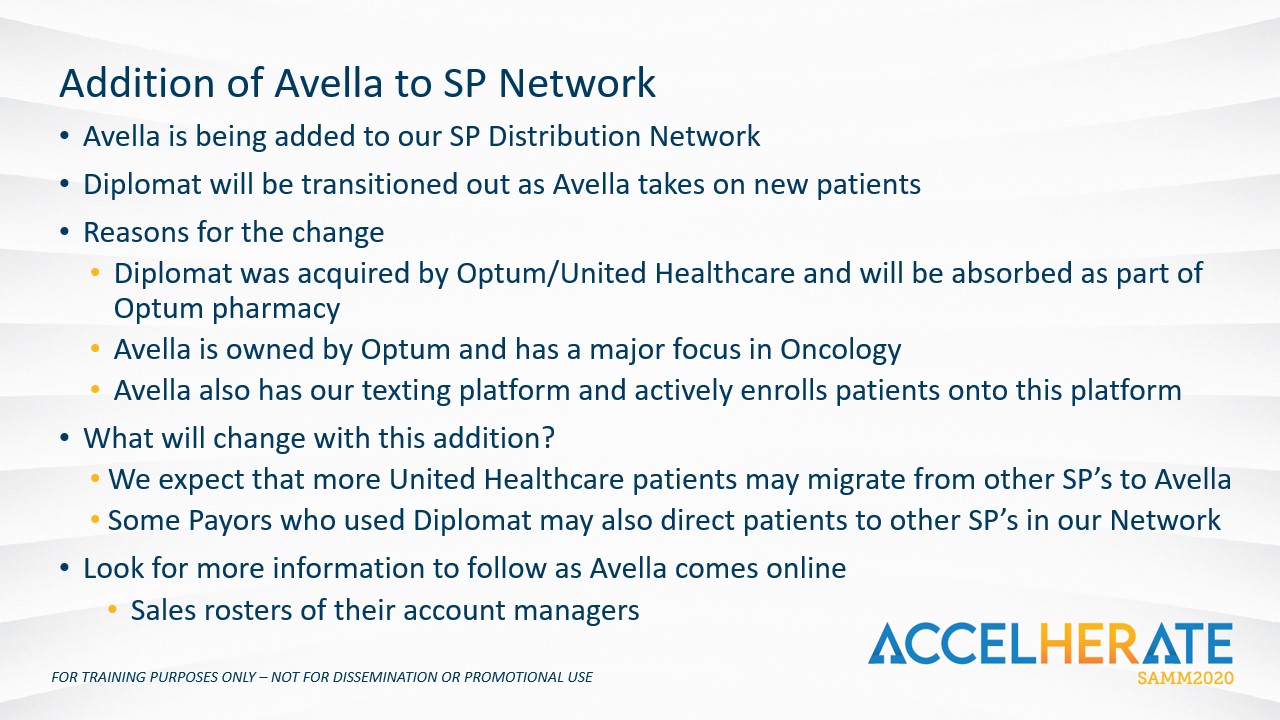 Addition of Avella to SP Network
• Avella is being added to our SP Distribution Network
• Diplomat will be transitioned out as Avella takes on new patients
• Reasons for the change
• Diplomat was acquired by Optum/United Healthcare and will be absorbed as part of
Optum pharmacy
• Avella is owned by Optum and has a major focus in Oncology
• Avella also has our texting platform and actively enrolls patients onto this platform
• What will change with this addition?
• We expect that more United Healthcare patients may migrate from other SP’s to Avella
• Some Payors who used Diplomat may also direct patients to other SP’s in our Network
• Look for more information to follow as Avella comes online
• Sales rosters of their account managers
ACCELHERATE
SAMM2020
FOR TRAINING PURPOSES ONLY – NOT FOR DISSEMINATION OR PROMOTIONAL USE